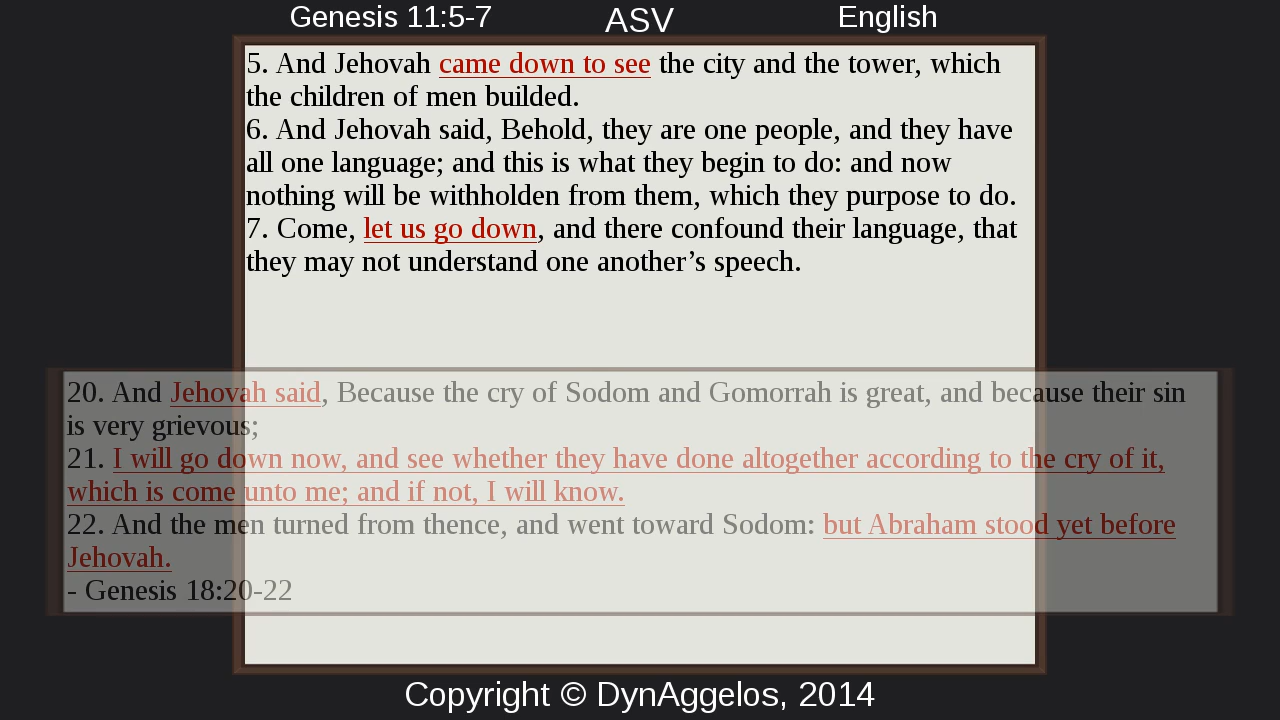 Genesis 11:5-7 ASV English
5. And Jehovah came down to see the city and the tower, which
the children of men builded.
6. And Jehovah said, Behold, they are one people, and they have
all one language; and this is what they begin to do: and now
nothing will be withholden from them, which they purpose to do.
7. Come, let us go down, and there confound their language, that
they may not understand one another’s speech.
20. And Jehovah said, Because the cry of Sodom and Gomorrah is great, and because their sin
is very grievous;
21. I will go down now, and see whether they have done altogether according to the cry of it,
which is come unto me; and if not, I will know.
22. And the men turned from thence, and went toward Sodom: but Abraham stood yet before
Jehovah.
- Genesis 18:20-22
Copyright © DynAggelos, 2014